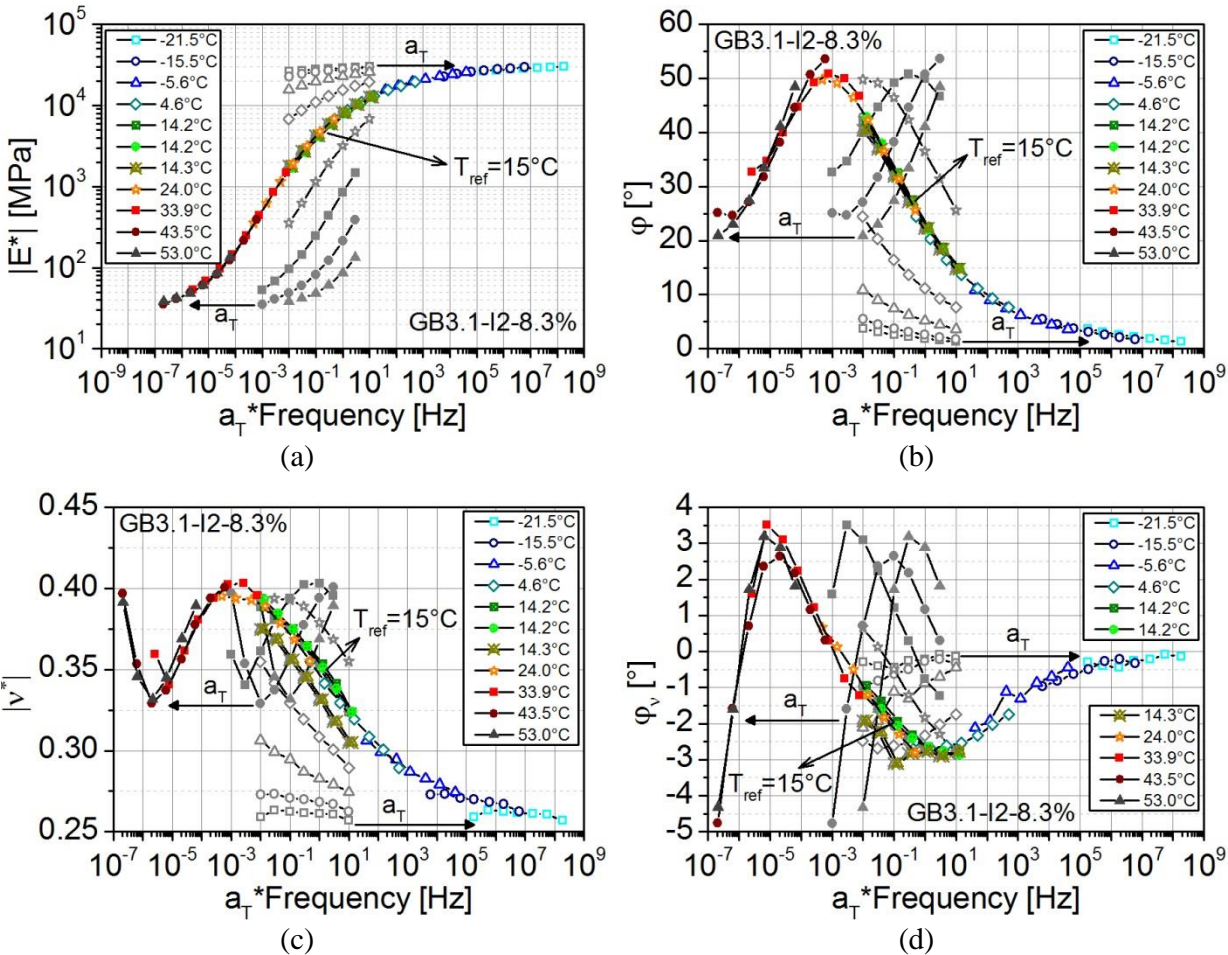 10^5
10^4
10^3
10^2
10^1
|E*| [MPa]
-21.5°C
-15.5°C
-5.6°C
4.6°C
14.2°C
14.2°C
14.3°C
24.0°C
33.9°C
43.5°C
53.0°C
a_T
T_ref=15°C
a_T
GB3.1-I2-8.3%
10^-9 10^-7 10^-5 10^-3 10^-1 10^1 10^3 10^5 10^7 10^9
a_T*Frequency [Hz]
(a)
60
50
40
30
20
10
0
φ [°]
GB3.1-I2-8.3%
-21.5°C
-15.5°C
-5.6°C
4.6°C
14.2°C
14.2°C
14.3°C
24.0°C
33.9°C
43.5°C
53.0°C
T_ref=15°C
a_T
a_T
10^-7 10^-5 10^-3 10^-1 10^1 10^3 10^5 10^7 10^9
a_T*Frequency [Hz]
(b)
0.45
0.40
0.35
0.30
0.25
|ν*|
GB3.1-I2-8.3%
-21.5°C
-15.5°C
-5.6°C
4.6°C
14.2°C
14.2°C
14.3°C
24.0°C
33.9°C
43.5°C
53.0°C
T_ref=15°C
a_T
a_T
10^-7 10^-5 10^-3 10^-1 10^1 10^3 10^5 10^7 10^9
a_T*Frequency [Hz]
(c)
4
3
2
1
0
-1
-2
-3
-4
-5
φ_ν [°]
-21.5°C
-15.5°C
-5.6°C
4.6°C
14.2°C
14.2°C
a_T
a_T
14.3°C
24.0°C
33.9°C
43.5°C
53.0°C
T_ref=15°C
GB3.1-I2-8.3%
10^-7 10^-5 10^-3 10^-1 10^1 10^3 10^5 10^7 10^9
a_T*Frequency [Hz]
(d)